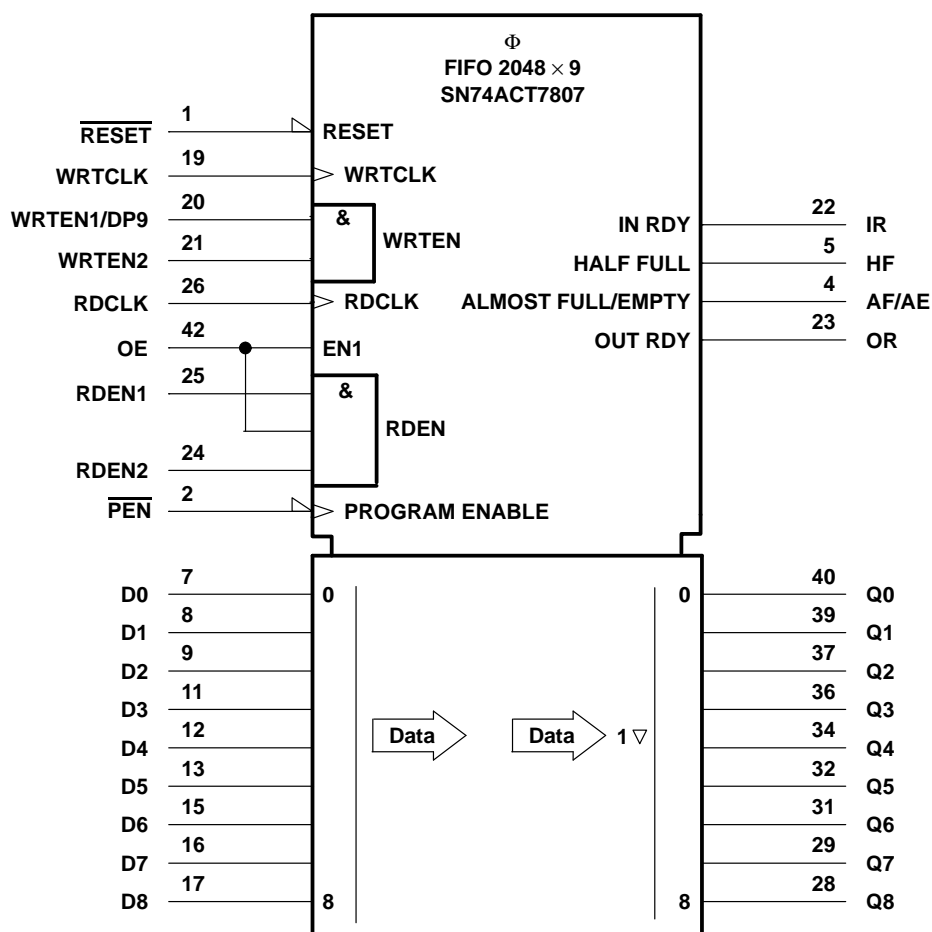 Φ
FIFO 2048 × 9
SN74ACT7807
RESET 1 RESET
WRTCLK 19 WRTCLK
WRTEN1/DP9 20 &
WRTEN
WRTEN2 21
RDCLK 26 RDCLK
OE 42 EN1
RDEN1 25 &
RDEN
RDEN2 24
PEN 2 PROGRAM ENABLE
IN RDY 22 IR
HALF FULL 5 HF
ALMOST FULL/EMPTY 4 AF/AE
OUT RDY 23 OR
D0 7 0
D1 8
D2 9
D3 11
D4 12
D5 13
D6 15
D7 16
D8 17 8
Data Data 1 ▽
0 40 Q0
39 Q1
37 Q2
36 Q3
34 Q4
32 Q5
31 Q6
29 Q7
8 28 Q8